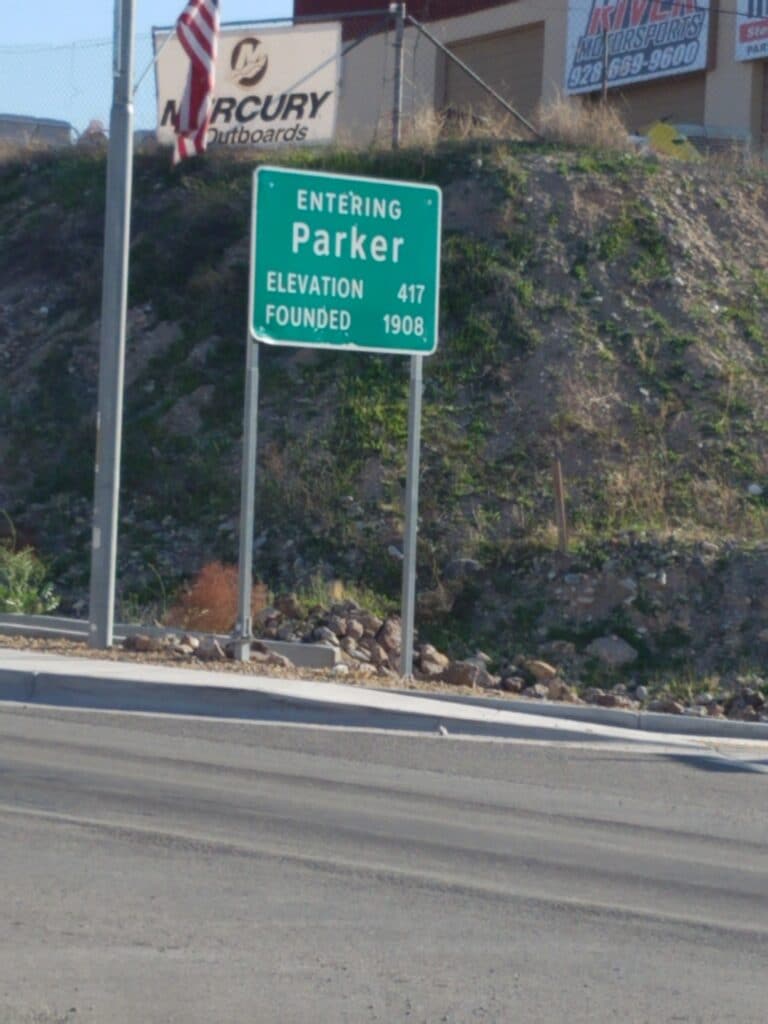 MERCURY
Outboards
RIVER
MOTORSPORTS
928-669-9600
ENTERING
Parker
ELEVATION 417
FOUNDED 1908